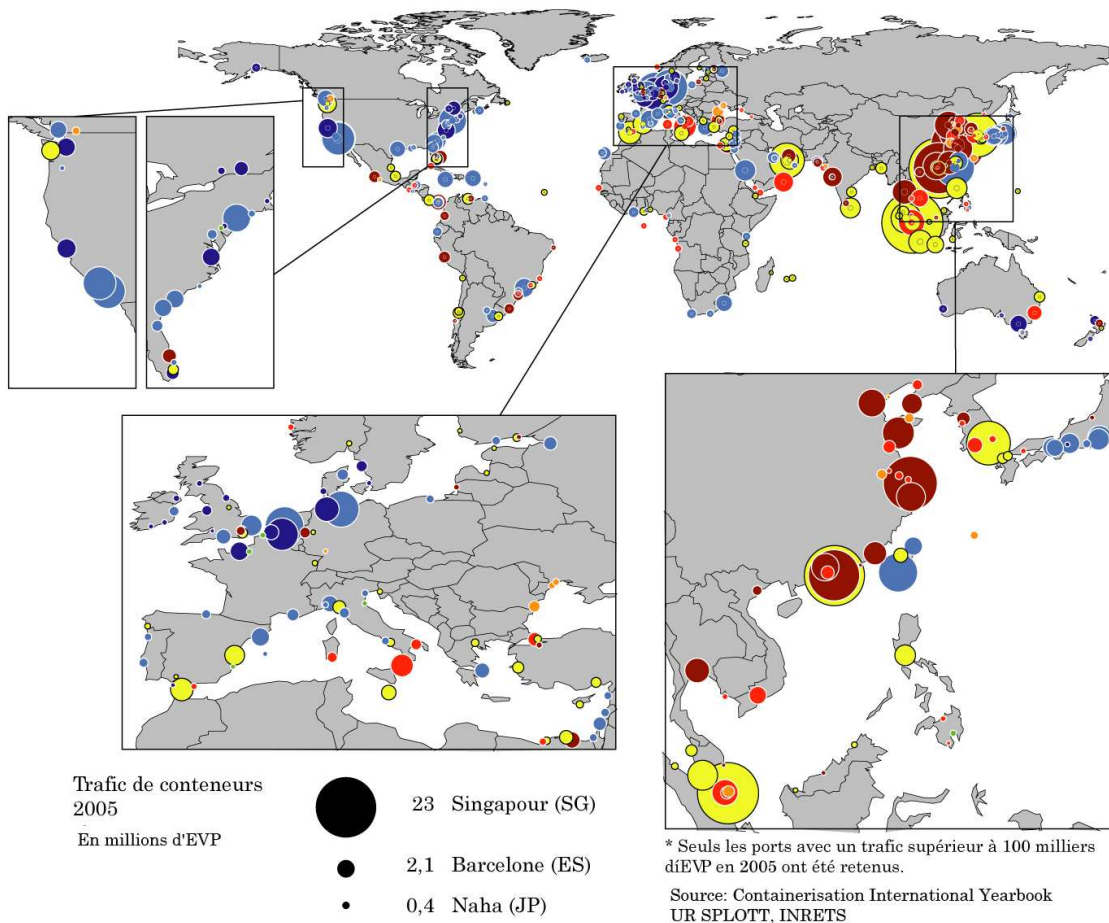 Trafic de conteneurs
2005
En millions d'EVP
23 Singapour (SG)
2,1 Barcelone (ES)
0,4 Naha (JP)
* Seuls les ports avec un trafic supérieur à 100 milliers
díEVP en 2005 ont été retenus.
Source: Containerisation International Yearbook
UR SPLOTT, INRETS